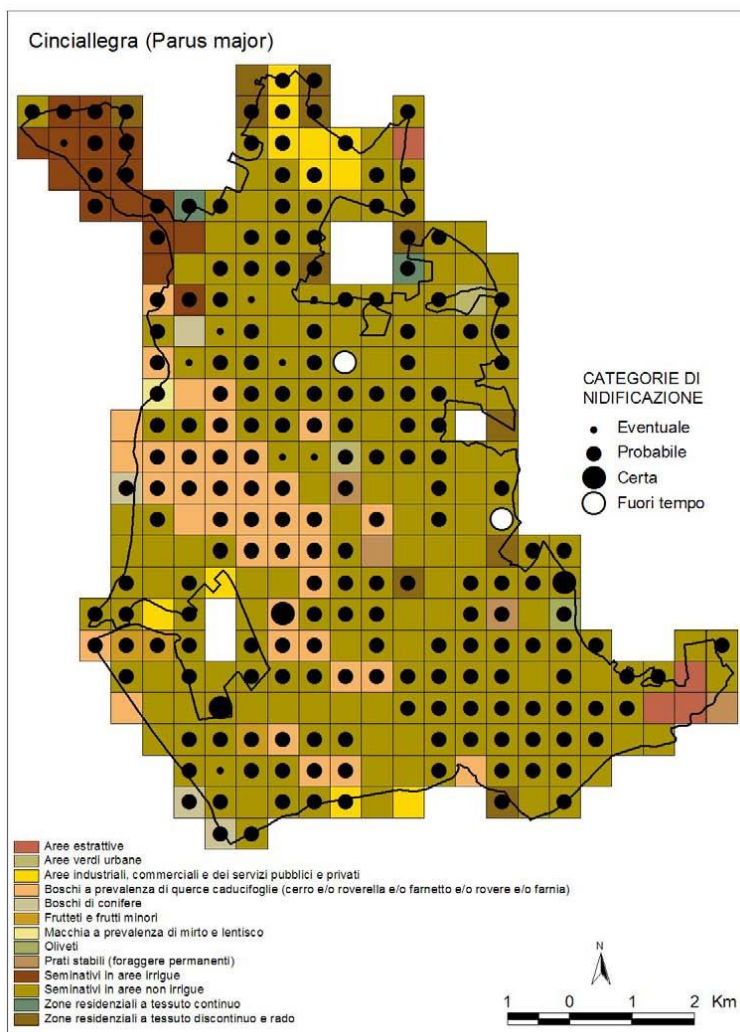 Cinciallegra (Parus major)
CATEGORIE DI
NIDIFICAZIONE
Eventuale
Probabile
Certa
Fuori tempo
Aree estrattive
Aree verdi urbane
Aree industriali, commerciali e dei servizi pubblici e privati
Boschi a prevalenza di querce caducifoglie (cerro e/o roverella e/o farnetto e/o rovere e/o farnia)
Boschi di conifere
Frutteti e frutti minori
Macchia a prevalenza di mirto e lentisco
Oliveti
Prati stabili (foraggere permanenti)
Seminativi in aree irrigue
Seminativi in aree non irrigue
Zone residenziali a tessuto continuo
Zone residenziali a tessuto discontinuo e rado
N
1 0 1 2 Km